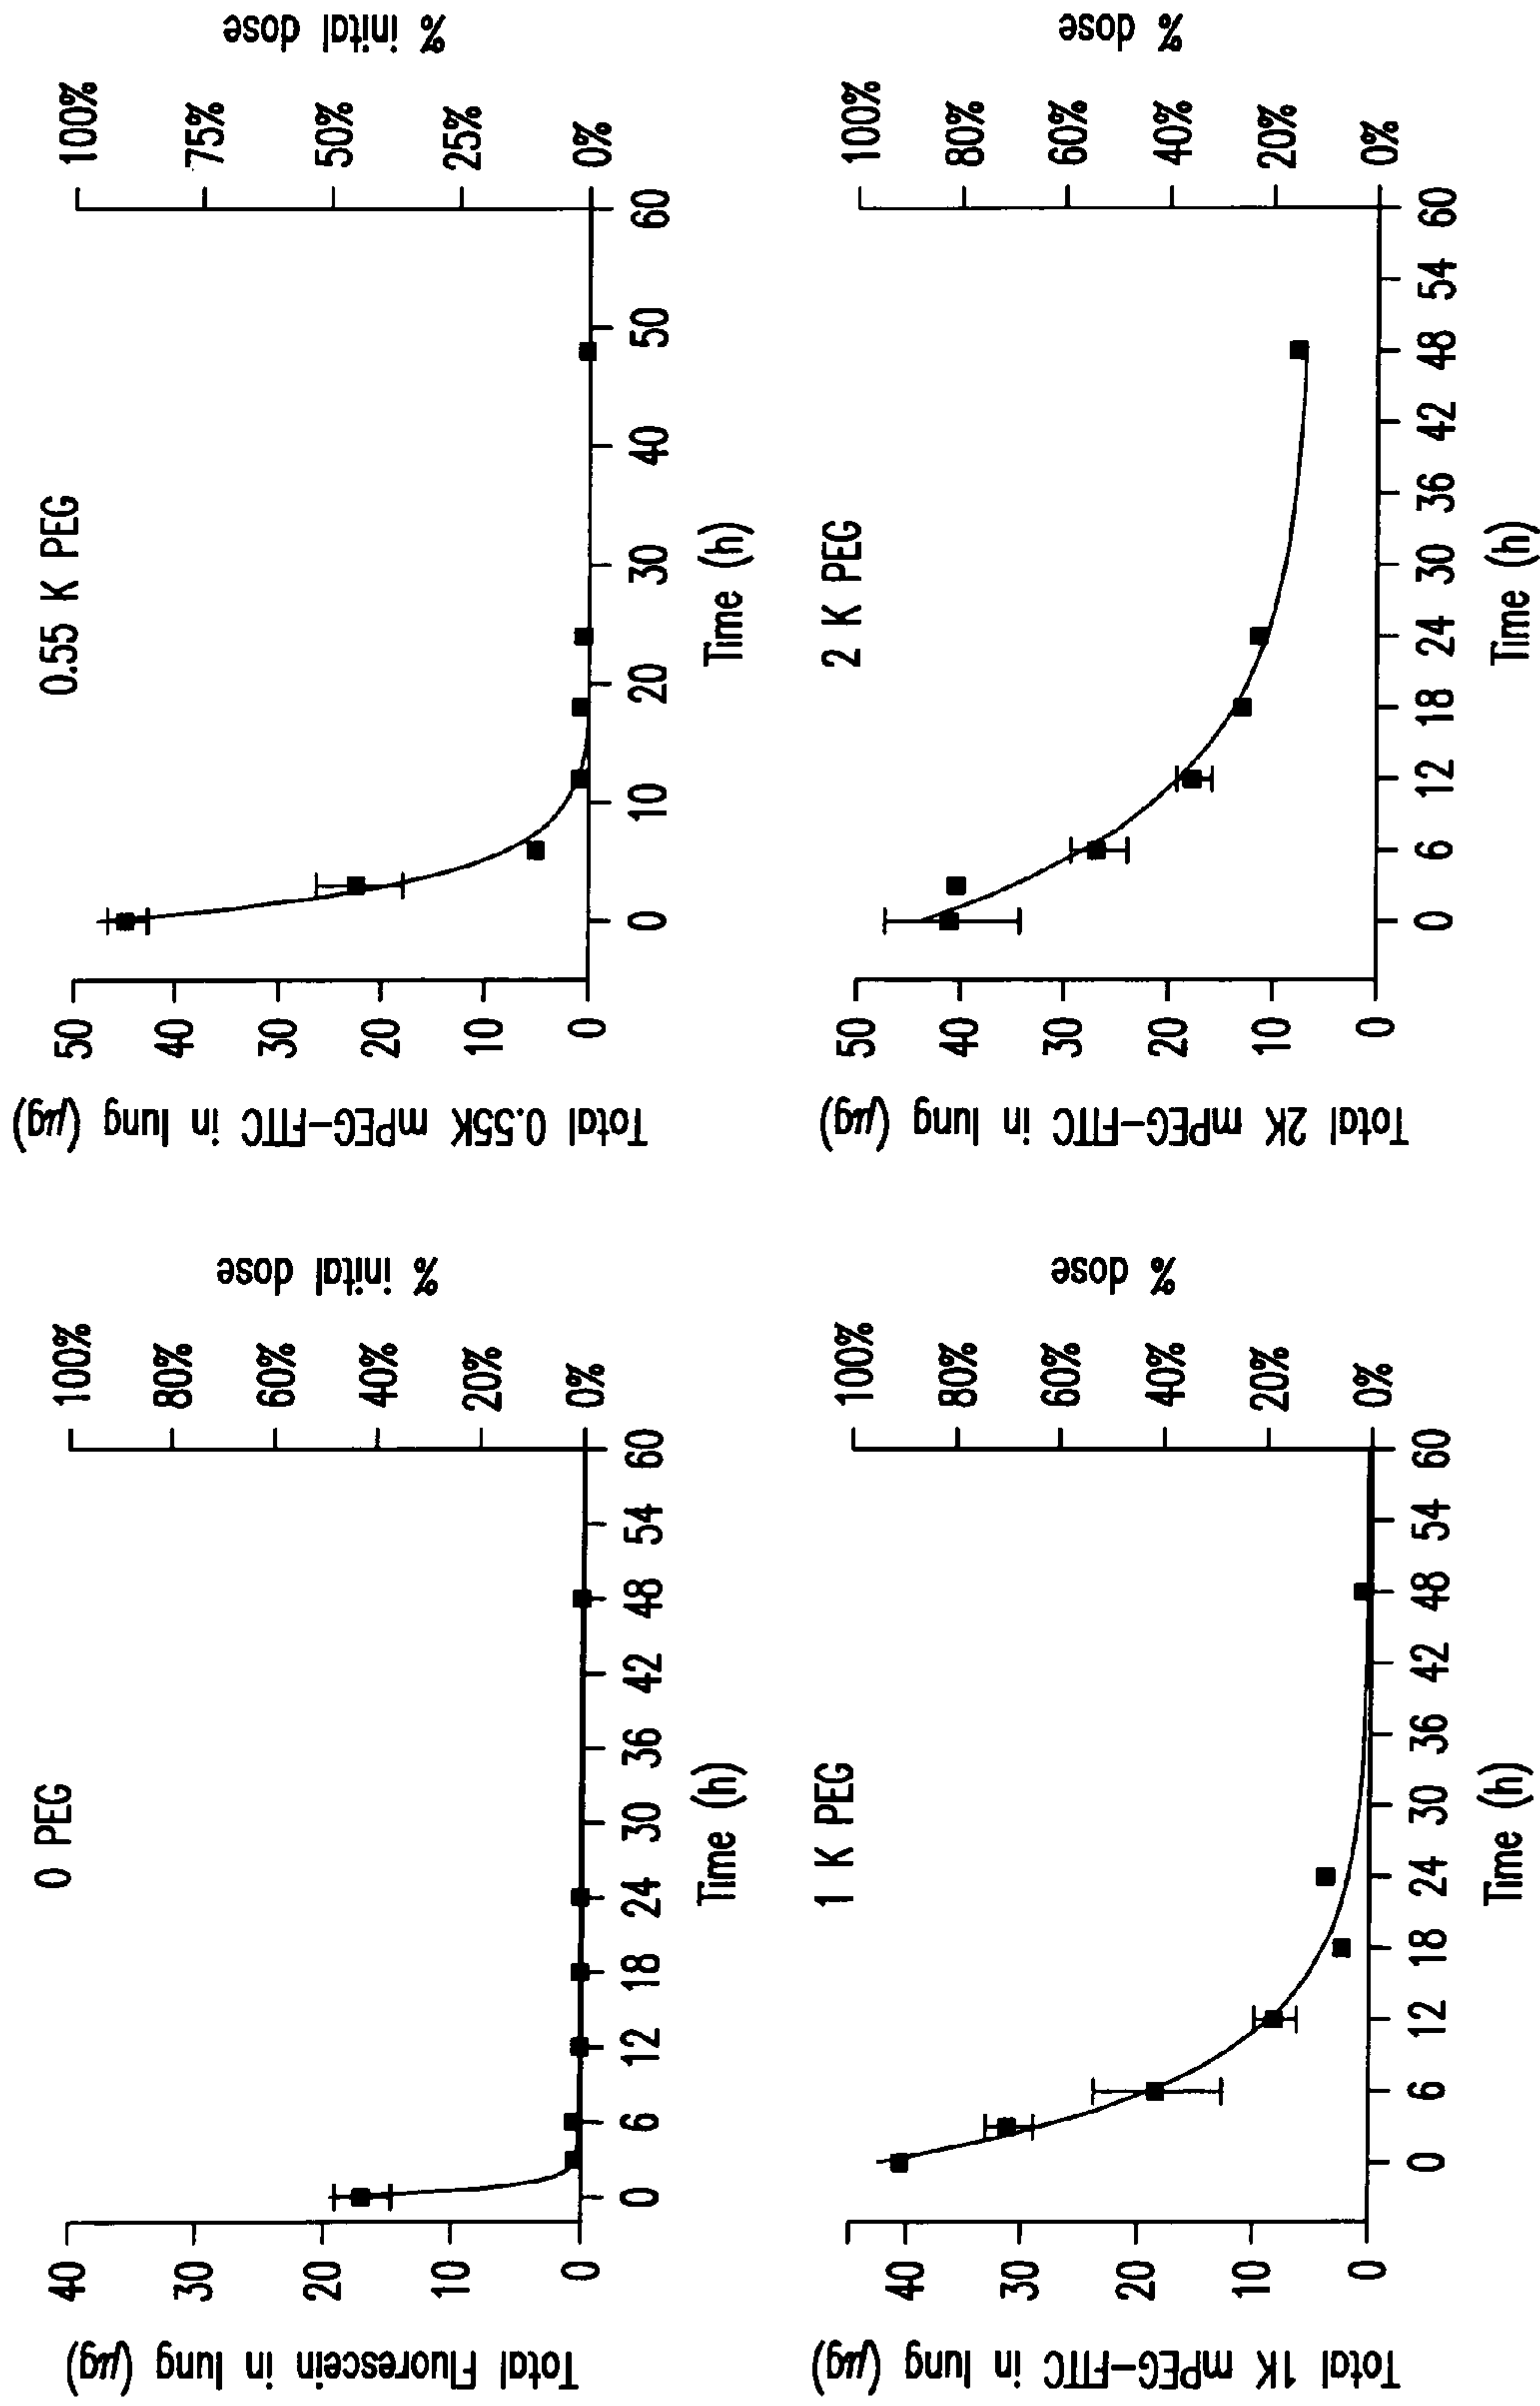 0 PEG
Total Fluorescein in lung (µg)
40
30
20
10
0
0 6 12 18 24 30 36 42 48 54 60
Time (h)
100%
80%
60%
40%
20%
0%
% inital dose
0.55 K PEG
Total 0.55K mPEG-FITC in lung (µg)
50
40
30
20
10
0
0 10 20 30 40 50 60
Time (h)
100%
75%
50%
25%
0%
% inital dose
1 K PEG
Total 1K mPEG-FITC in lung (µg)
40
30
20
10
0
0 6 12 18 24 30 36 42 48 54 60
Time (h)
100%
80%
60%
40%
20%
0%
% dose
2 K PEG
Total 2K mPEG-FITC in lung (µg)
50
40
30
20
10
0
0 6 12 18 24 30 36 42 48 54 60
Time (h)
100%
80%
60%
40%
20%
0%
% dose